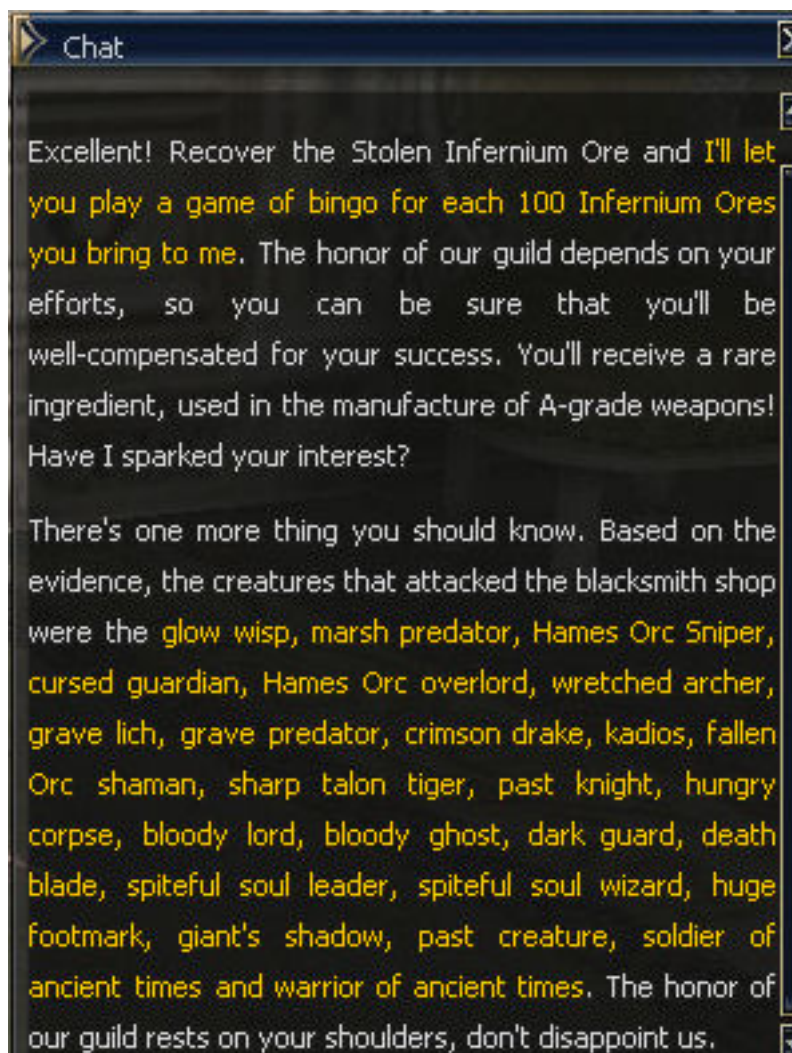 Chat
Excellent! Recover the Stolen Infernium Ore and I'll let
you play a game of bingo for each 100 Infernium Ores
you bring to me. The honor of our guild depends on your
efforts, so you can be sure that you'll be
well-compensated for your success. You'll receive a rare
ingredient, used in the manufacture of A-grade weapons!
Have I sparked your interest?
There's one more thing you should know. Based on the
evidence, the creatures that attacked the blacksmith shop
were the glow wisp, marsh predator, Hames Orc Sniper,
cursed guardian, Hames Orc overlord, wretched archer,
grave lich, grave predator, crimson drake, kadios, fallen
Orc shaman, sharp talon tiger, past knight, hungry
corpse, bloody lord, bloody ghost, dark guard, death
blade, spiteful soul leader, spiteful soul wizard, huge
footmark, giant's shadow, past creature, soldier of
ancient times and warrior of ancient times. The honor of
our guild rests on your shoulders, don't disappoint us.